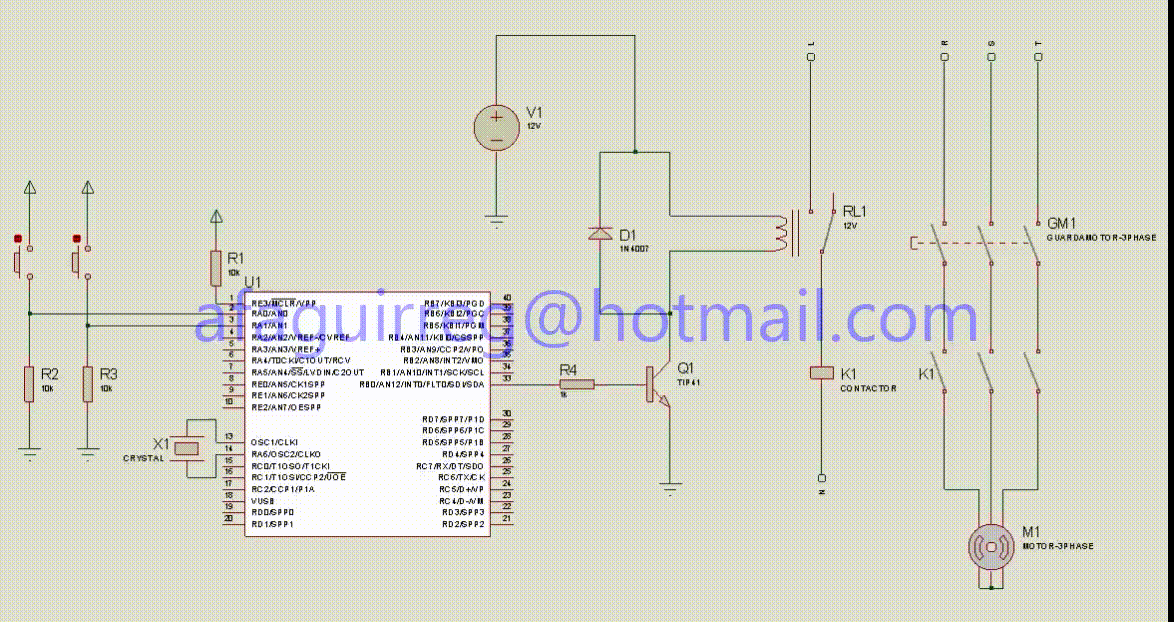 L
R
S
T
V1
12V
RL1
12V
GM1
GUARDAMOTOR-3PHASE
D1
1N4007
R1
10k
U1
afaguirreg@hotmail.com
1 RE3/MCLR/VPP RB7/KBI3/PGD 40
2 RA0/AN0 RB6/KBI2/PGC
3 RA1/AN1 RB5/KBI1/PGM
4 RA2/AN2/VREF-/CVREF RB4/AN11/KBI0/CSSPP
5 RA3/AN3/VREF+ RB3/AN9/CCP2/VPO 36
6 RA4/T0CKI/C1OUT/RCV RB2/AN8/INT2/VMO 35
7 RA5/AN4/SS/LVDIN/C2OUT RB1/AN10/INT1/SCK/SCL 34
8 RE0/AN5/CK1SPP RB0/AN12/INT0/FLT0/SDI/SDA 33
9 RE1/AN6/CK2SPP
10 RE2/AN7/OESPP
RD7/SPP7/P1D 30
RD6/SPP6/P1C 29
13 OSC1/CLKI RD5/SPP5/P1B 28
14 RA6/OSC2/CLKO RD4/SPP4 27
15 RC0/T1OSO/T1CKI RC7/RX/DT/SDO 26
16 RC1/T1OSI/CCP2/UOE RC6/TX/CK 25
17 RC2/CCP1/P1A RC5/D+/VP 24
18 VUSB RC4/D-/VM 23
19 RD0/SPP0 RD3/SPP3 22
20 RD1/SPP1 RD2/SPP2 21
R2
10k
R3
10k
X1
CRYSTAL
R4
1k
Q1
TIP41
K1
CONTACTOR
K1
N
M1
MOTOR-3PHASE